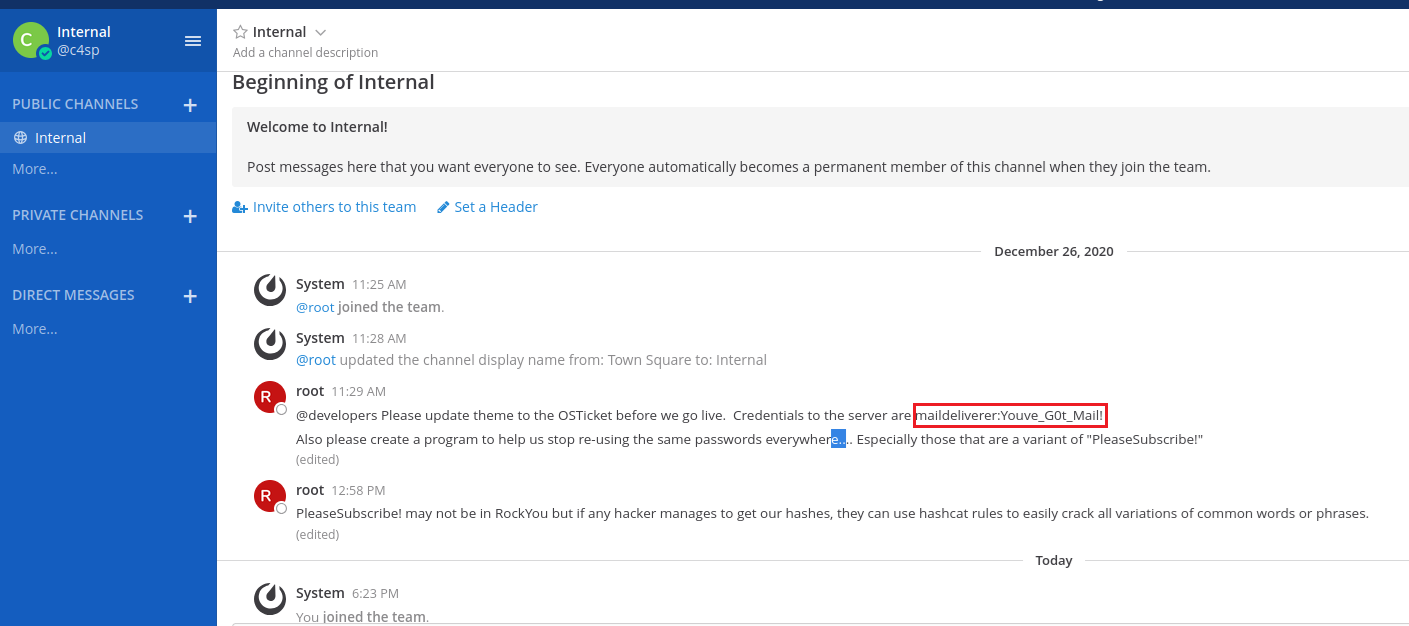 C
Internal
@c4sp
PUBLIC CHANNELS +
Internal
More...
PRIVATE CHANNELS +
More...
DIRECT MESSAGES +
More...
Internal
Add a channel description
Beginning of Internal
Welcome to Internal!
Post messages here that you want everyone to see. Everyone automatically becomes a permanent member of this channel when they join the team.
Invite others to this team Set a Header
December 26, 2020
System 11:25 AM
@root joined the team.
System 11:28 AM
@root updated the channel display name from: Town Square to: Internal
R
root 11:29 AM
@developers Please update theme to the OSTicket before we go live.  Credentials to the server are maildeliverer:Youve_G0t_Mail!
Also please create a program to help us stop re-using the same passwords everywhere.... Especially those that are a variant of "PleaseSubscribe!"
(edited)
R
root 12:58 PM
PleaseSubscribe! may not be in RockYou but if any hacker manages to get our hashes, they can use hashcat rules to easily crack all variations of common words or phrases.
(edited)
Today
System 6:23 PM
You joined the team.